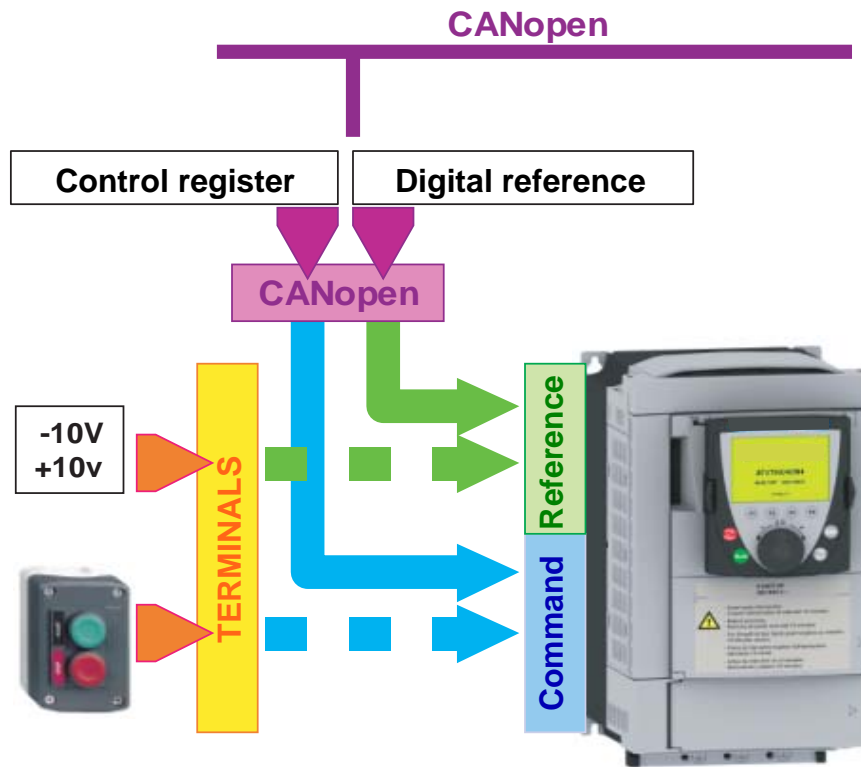 CANopen
Control register
Digital reference
CANopen
-10V
+10v
TERMINALS
Reference
Command